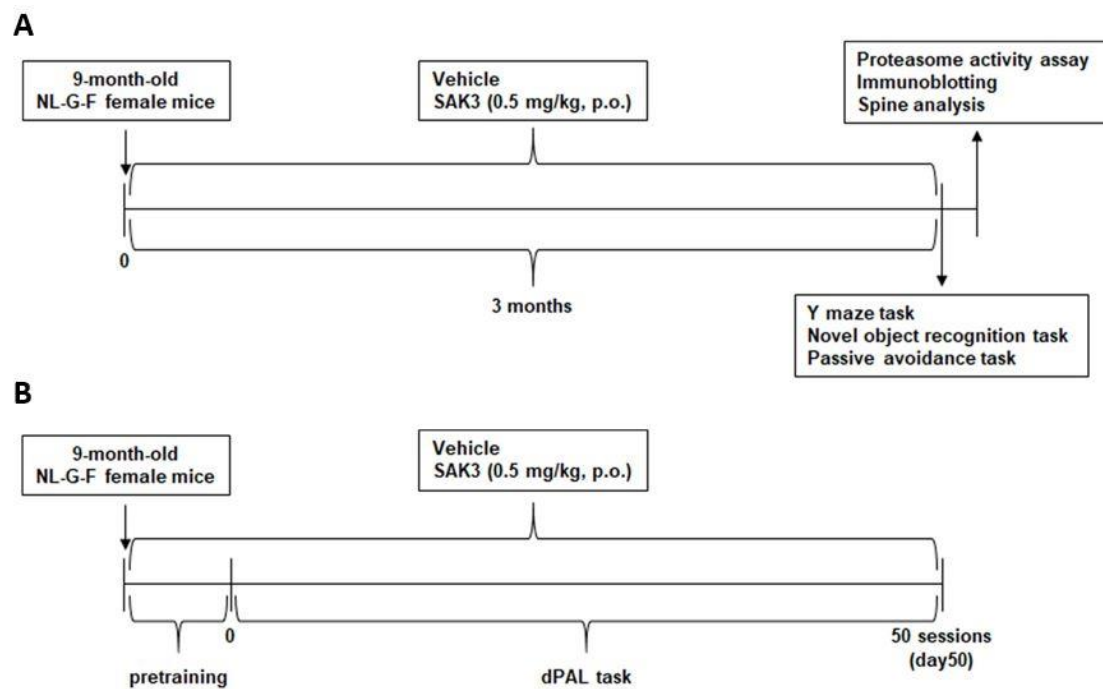 A
9-month-old
NL-G-F female mice
Vehicle
SAK3 (0.5 mg/kg, p.o.)
Proteasome activity assay
Immunoblotting
Spine analysis
0
3 months
Y maze task
Novel object recognition task
Passive avoidance task
B
9-month-old
NL-G-F female mice
Vehicle
SAK3 (0.5 mg/kg, p.o.)
0
50 sessions
(day50)
pretraining
dPAL task